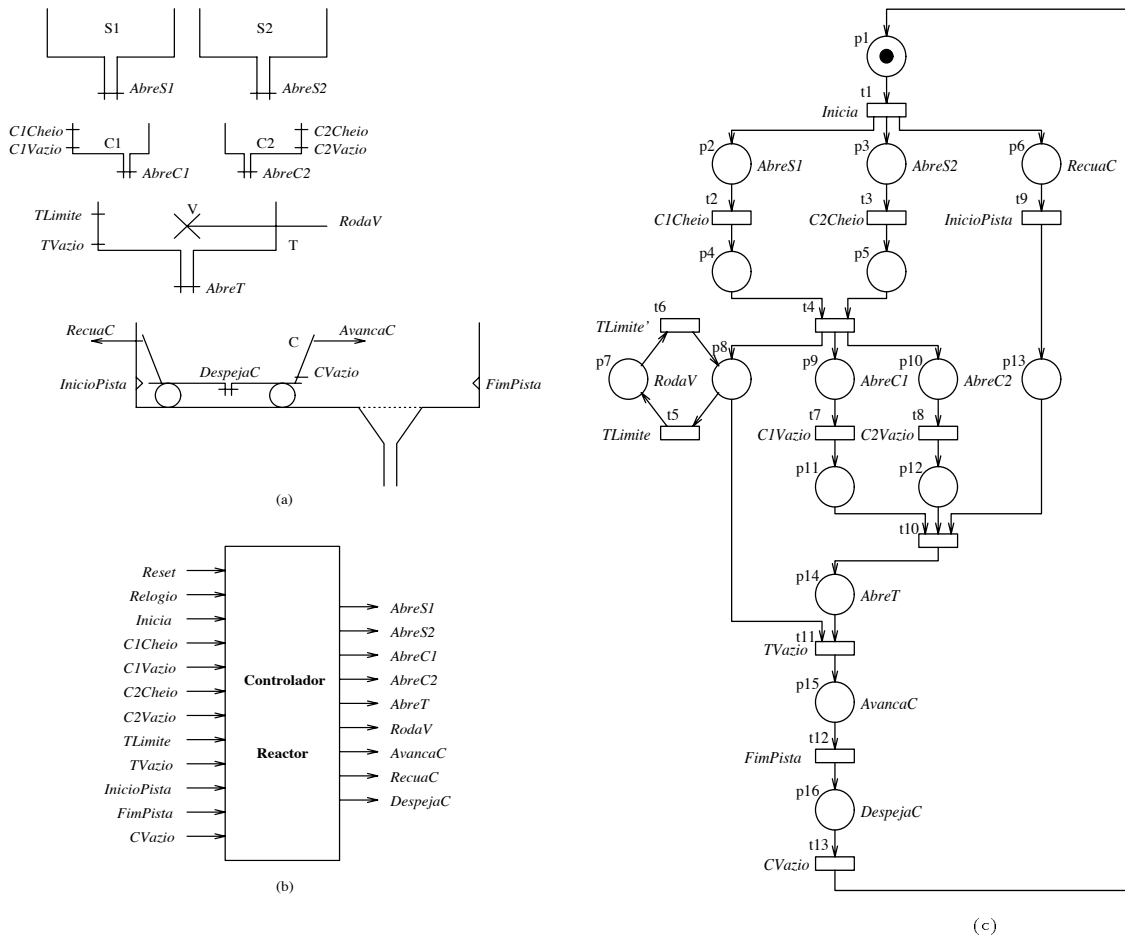 S1
S2
AbreS1
AbreS2
C1Cheio
C1Vazio
C1
C2
C2Cheio
C2Vazio
AbreC1
AbreC2
TLimite
V
RodaV
TVazio
T
AbreT
RecuaC
AvancaC
C
DespejaC
CVazio
InicioPista
FimPista
(a)
Reset
Relogio
Inicia
C1Cheio
C1Vazio
C2Cheio
C2Vazio
TLimite
TVazio
InicioPista
FimPista
CVazio
Controlador
Reactor
AbreS1
AbreS2
AbreC1
AbreC2
AbreT
RodaV
AvancaC
RecuaC
DespejaC
(b)
p1
t1
Inicia
p2
AbreS1
p3
AbreS2
p6
RecuaC
t2
C1Cheio
t3
C2Cheio
t9
InicioPista
p4
p5
t6
TLimite'
t4
p7
RodaV
p8
p9
AbreC1
p10
AbreC2
p13
t5
TLimite
t7
C1Vazio
t8
C2Vazio
p11
p12
t10
p14
AbreT
t11
TVazio
p15
AvancaC
t12
FimPista
p16
DespejaC
t13
CVazio
(c)